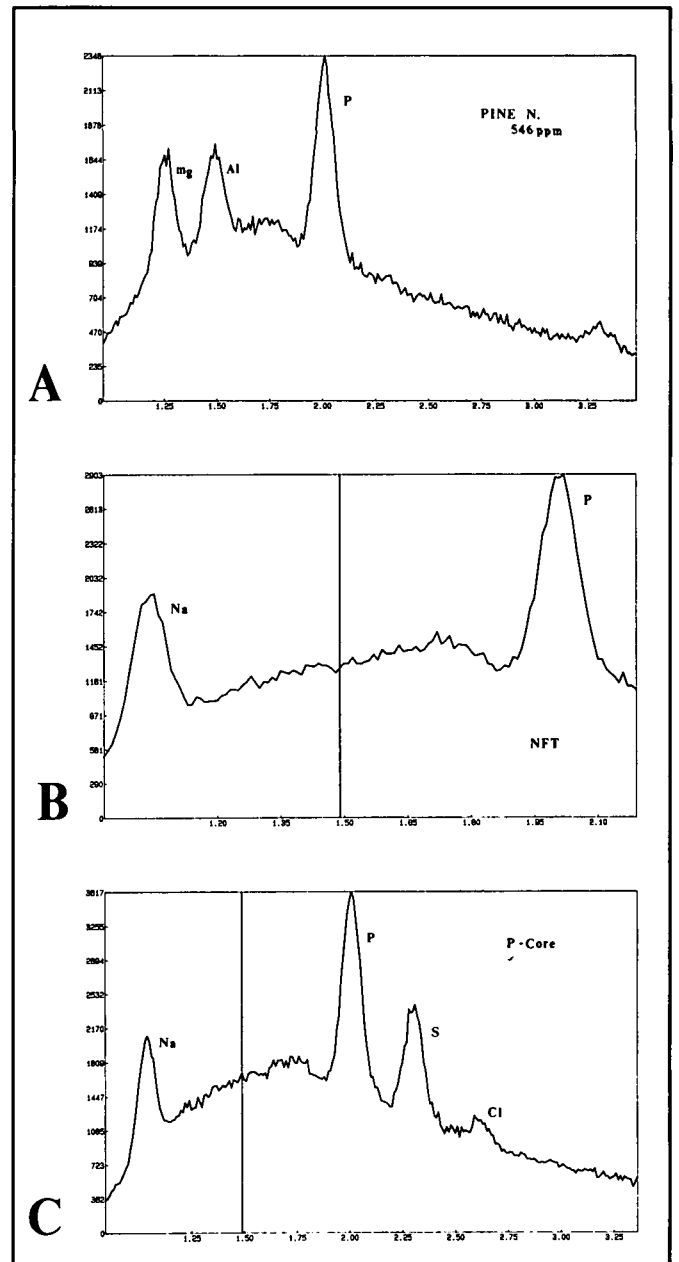 2348
P
2113
PINE N.
546 ppm
1878
mg
Al
1644
1409
1174
939
704
470
235
0
1.25 1.50 1.75 2.00 2.25 2.50 2.75 3.00 3.25
A
2903
P
2613
2322
2032
Na
1742
1452
1161
871
NFT
581
290
0
1.20 1.35 1.50 1.65 1.80 1.95 2.10
B
3617
P
P-Core
3255
2894
2532
S
2170
Na
1809
1447
Cl
1085
723
362
0
1.25 1.50 1.75 2.00 2.25 2.50 2.75 3.00 3.25
C